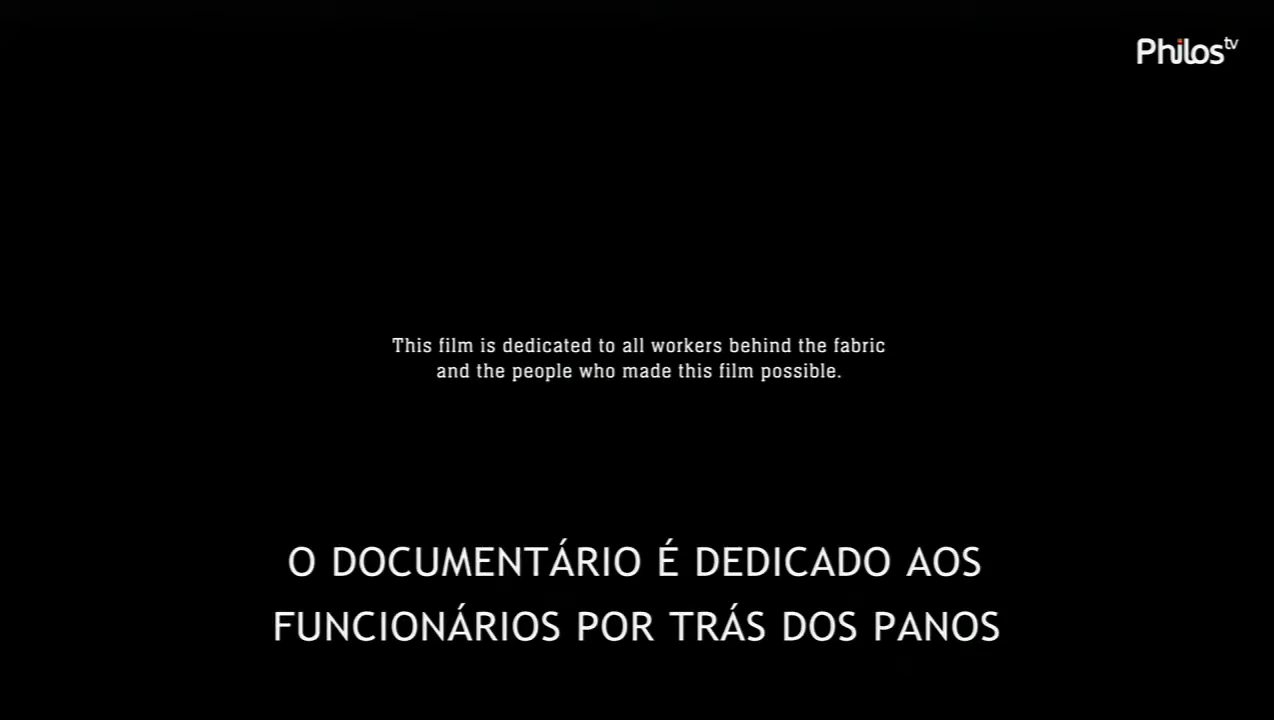 Philos tv
This film is dedicated to all workers behind the fabric
and the people who made this film possible.
O DOCUMENTÁRIO É DEDICADO AOS
FUNCIONÁRIOS POR TRÁS DOS PANOS